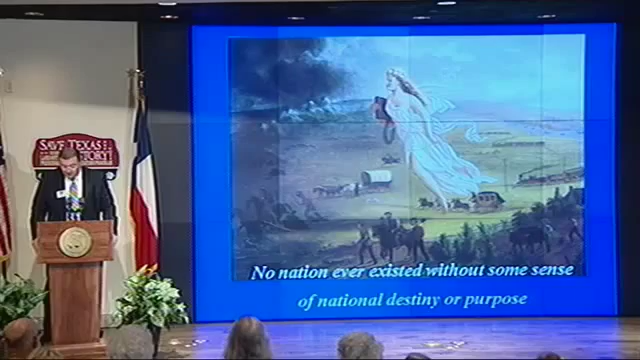 SAVE TEXAS
HISTORY!
No nation ever existed without some sense
of national destiny or purpose